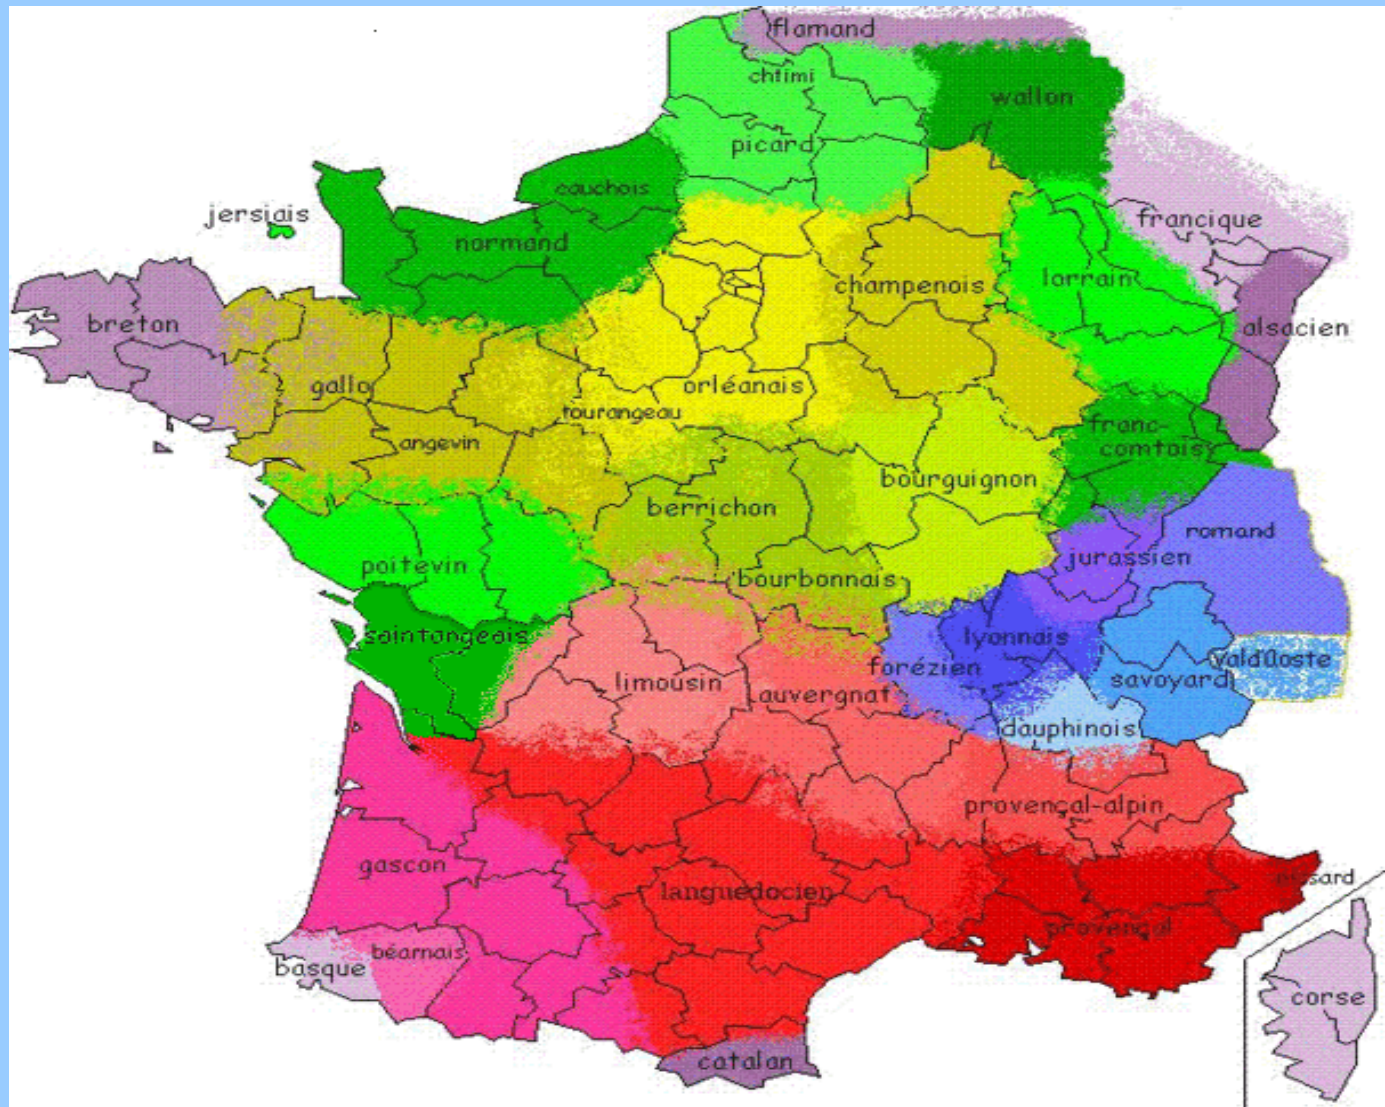 flamand
chtimi
wallon
picard
cauchois
jersiais
francique
normand
lorrain
champenois
breton
alsacien
gallo
orléanais
tourangeau
angevin
franc-
comtois
bourguignon
berrichon
romand
poitevin
jurassien
bourbonnais
saintongeais
lyonnais
vald'Aoste
forézien
limousin
savoyard
auvergnat
dauphinois
provençal-alpin
gascon
languedocien
provençal
béarnais
basque
corse
catalan